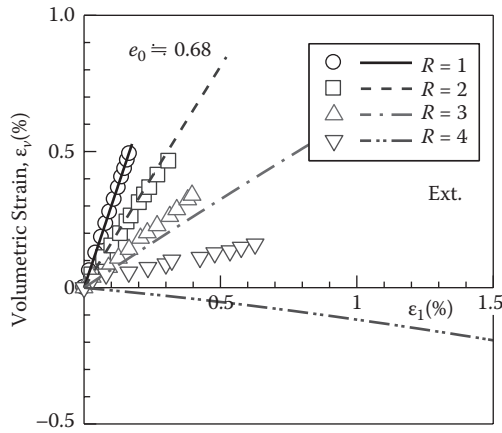 1.0
e₀ ≒ 0.68
R = 1
R = 2
R = 3
R = 4
0.5
Ext.
Volumetric Strain, εᵥ(%)
0
0.5
1
1.5
ε₁(%)
−0.5